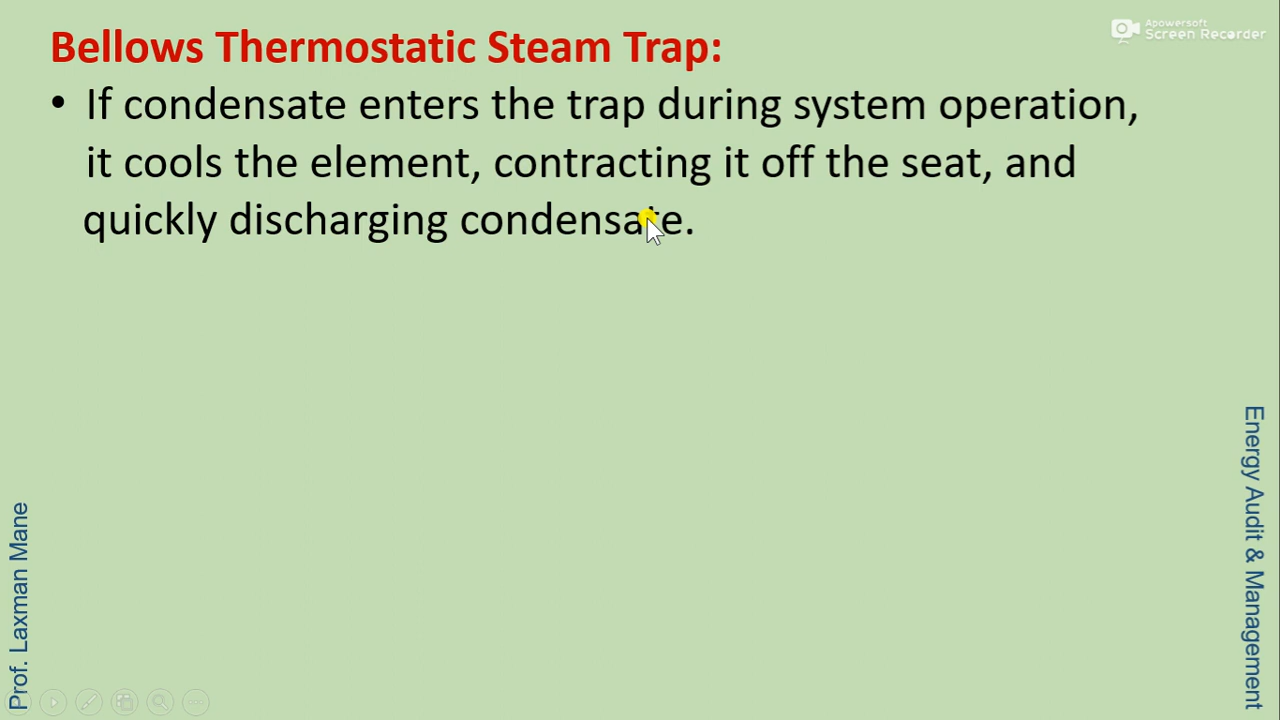 Bellows Thermostatic Steam Trap:
• If condensate enters the trap during system operation,
it cools the element, contracting it off the seat, and
quickly discharging condensate.
Apowersoft
Screen Recorder
Prof. Laxman Mane
Energy Audit & Management